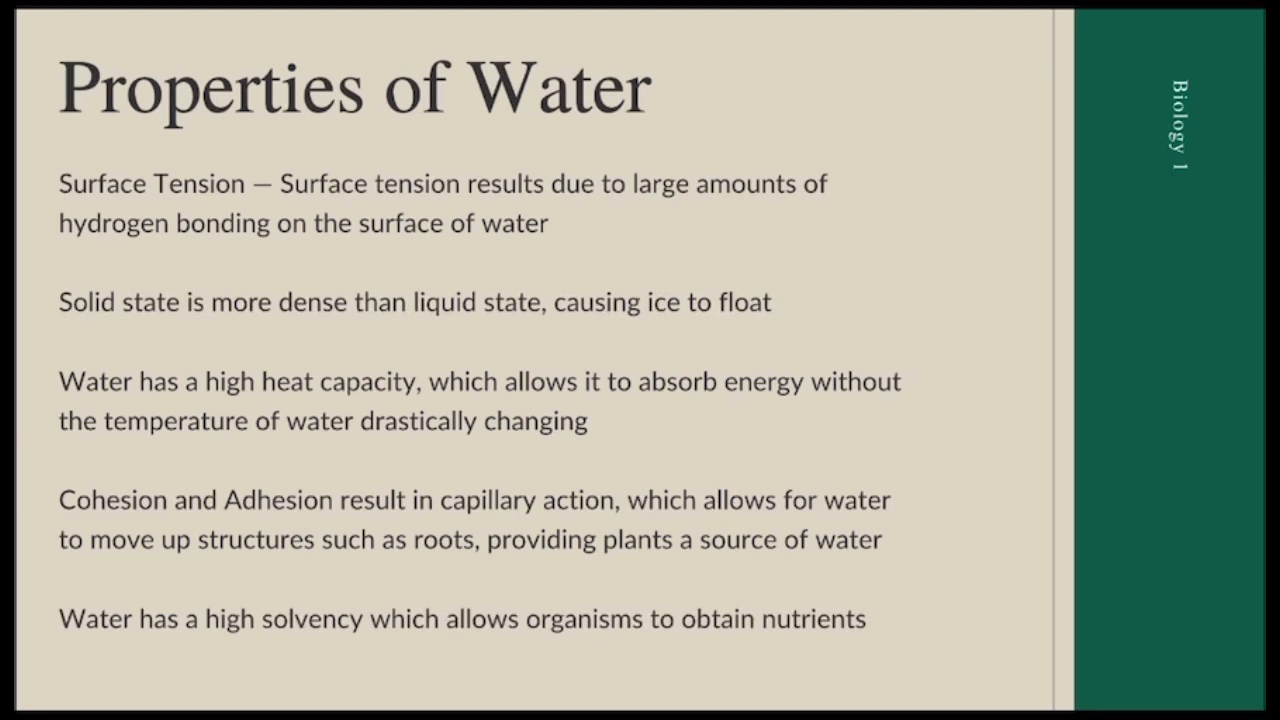 Properties of Water
Surface Tension — Surface tension results due to large amounts of
hydrogen bonding on the surface of water
Solid state is more dense than liquid state, causing ice to float
Water has a high heat capacity, which allows it to absorb energy without
the temperature of water drastically changing
Cohesion and Adhesion result in capillary action, which allows for water
to move up structures such as roots, providing plants a source of water
Water has a high solvency which allows organisms to obtain nutrients
Biology 1